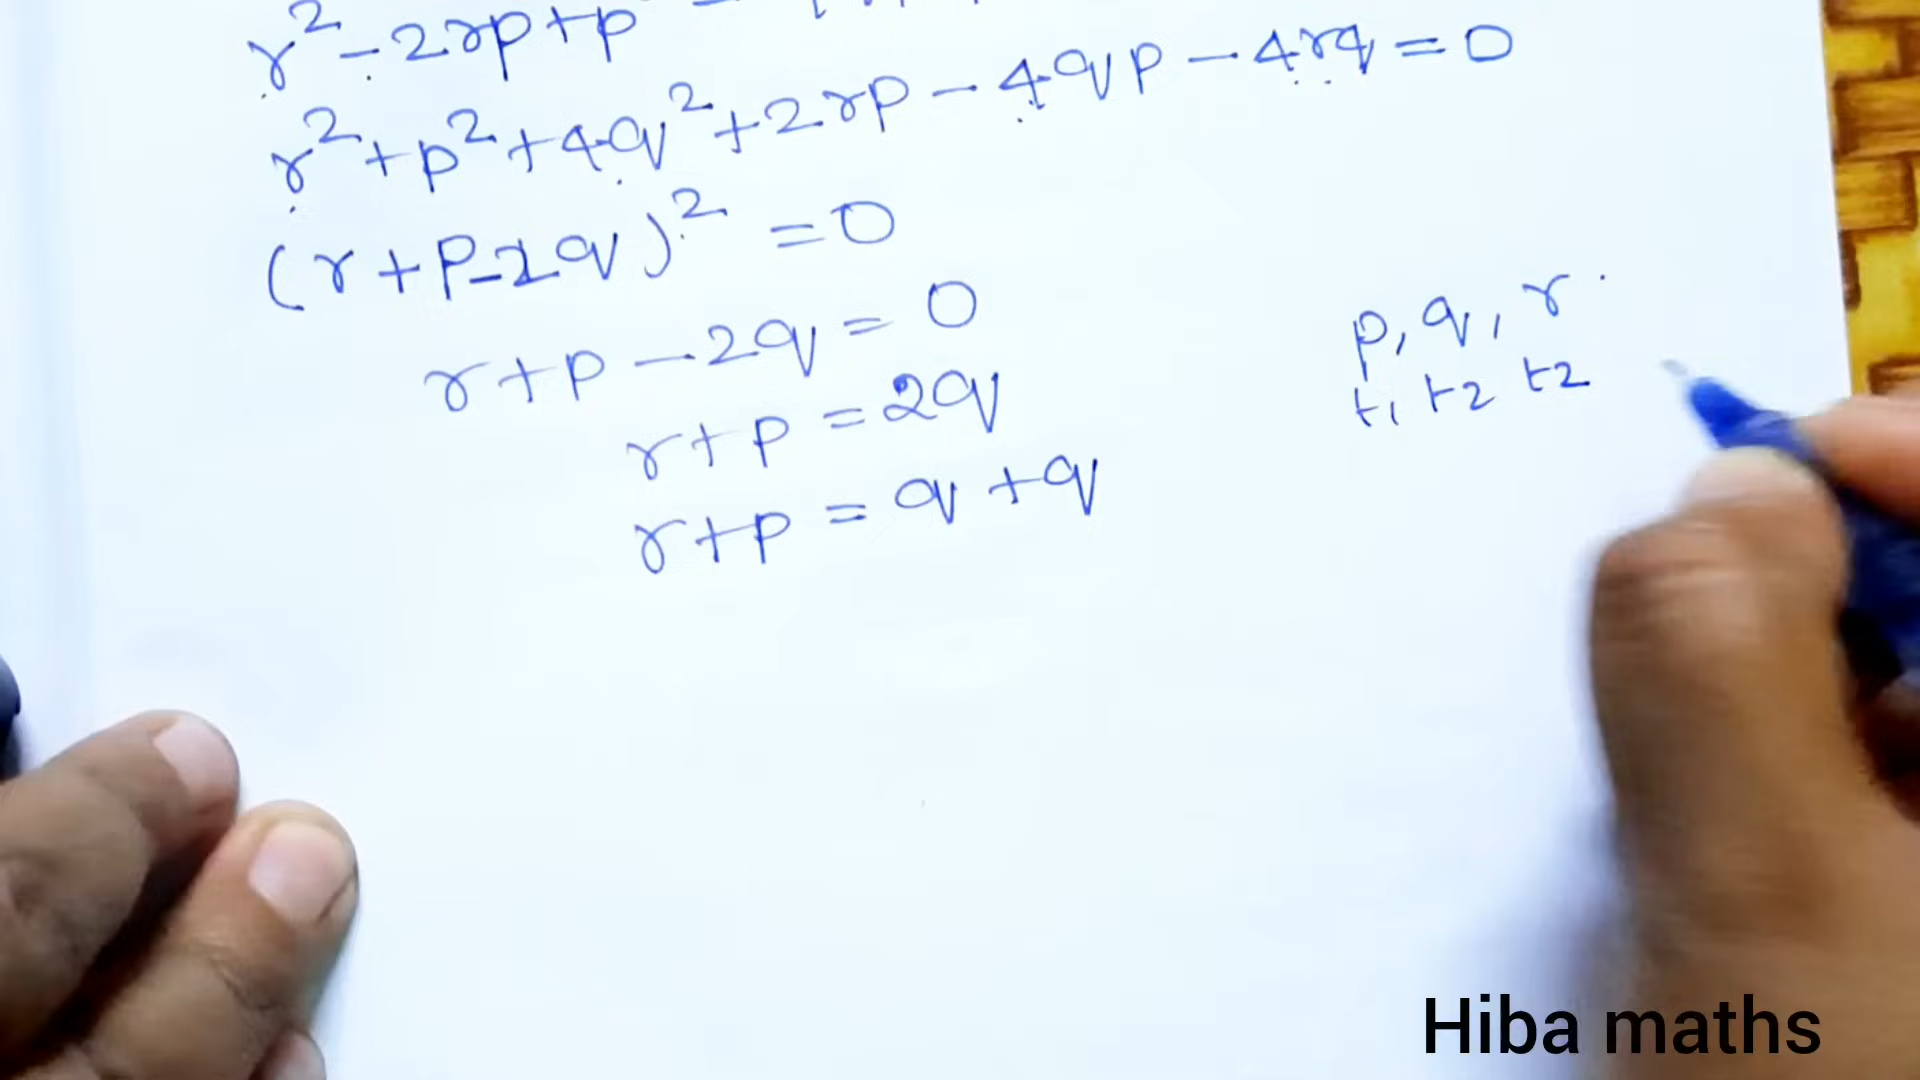 r²-2rp+p
r²+p²+4q²+2rp-4qp-4rq=0
(r+p-2q)²=0
r+p-2q=0
r+p=2q
r+p=q+q
p,q,r
t1 t2 t2
Hiba maths